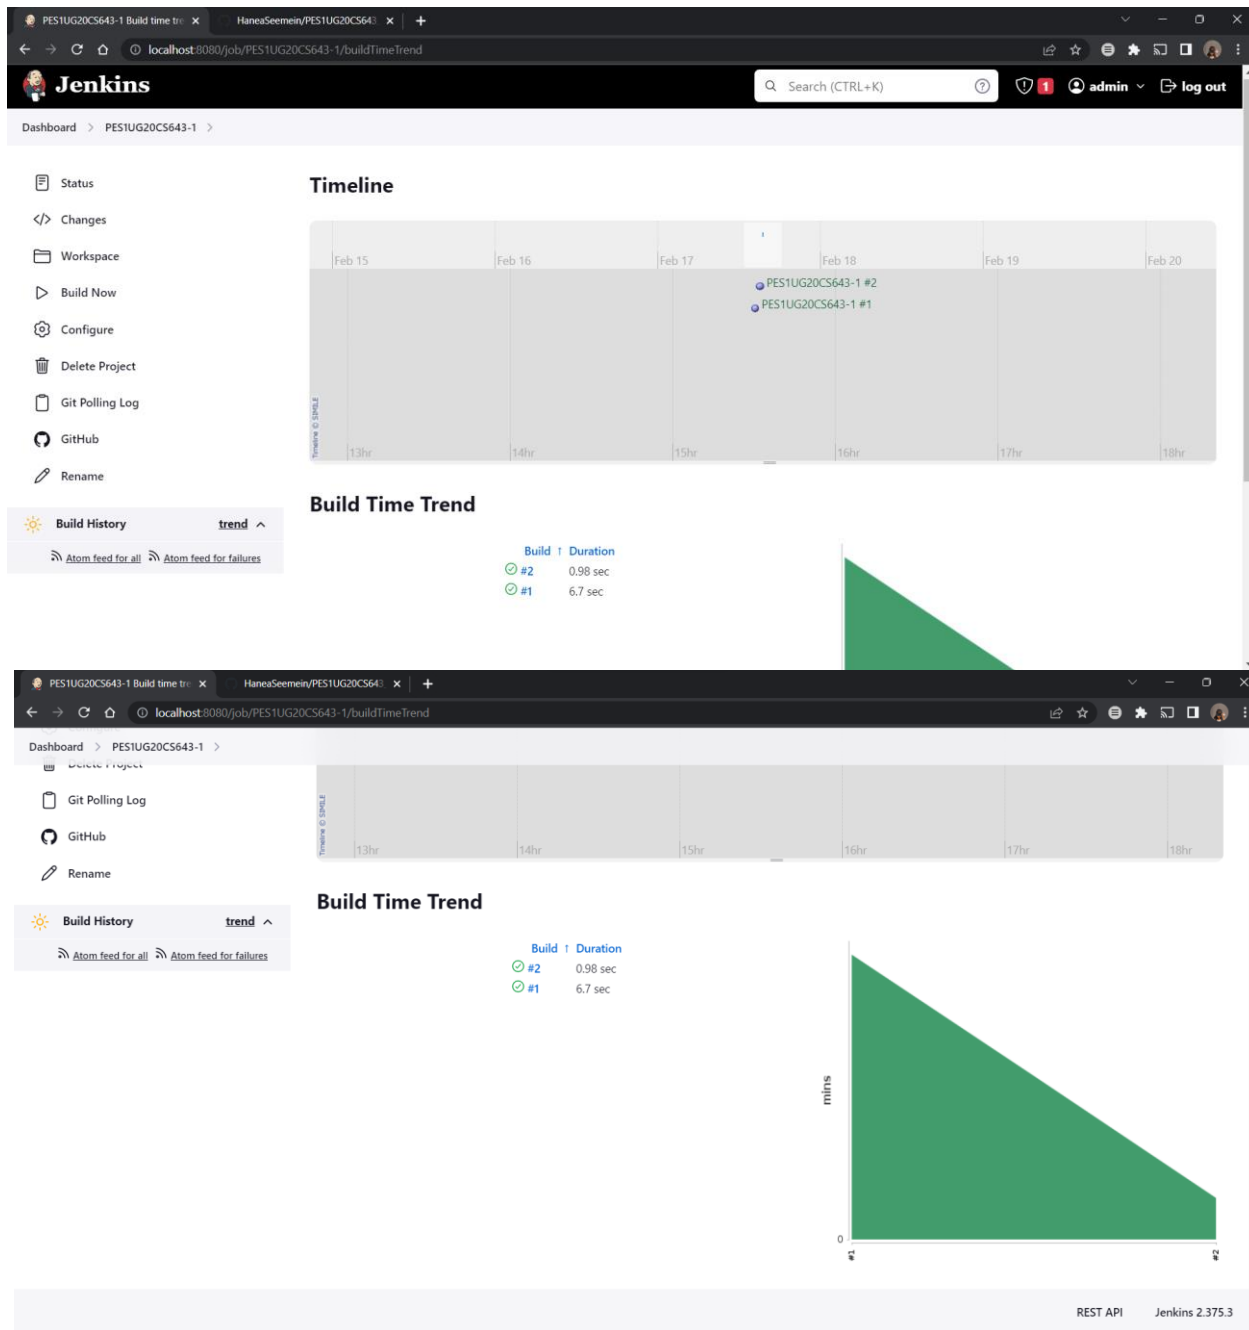 PES1UG20CS643-1 Build time tre
HaneaSeemein/PES1UG20CS643
localhost:8080/job/PES1UG20CS643-1/buildTimeTrend
Jenkins
Search (CTRL+K)
1
admin
log out
Dashboard > PES1UG20CS643-1 >
Status
Changes
Workspace
Build Now
Configure
Delete Project
Git Polling Log
GitHub
Rename
Build History
trend
Atom feed for all
Atom feed for failures
Timeline
Feb 15
Feb 16
Feb 17
Feb 18
Feb 19
Feb 20
PES1UG20CS643-1 #2
PES1UG20CS643-1 #1
Timeline © SIMILE
13hr
14hr
15hr
16hr
17hr
18hr
Build Time Trend
Build ↑ Duration
#2 0.98 sec
#1 6.7 sec
PES1UG20CS643-1 Build time tre
HaneaSeemein/PES1UG20CS643
localhost:8080/job/PES1UG20CS643-1/buildTimeTrend
Dashboard > PES1UG20CS643-1 >
Delete Project
Git Polling Log
GitHub
Rename
Build History
trend
Atom feed for all
Atom feed for failures
Timeline © SIMILE
13hr
14hr
15hr
16hr
17hr
18hr
Build Time Trend
Build ↑ Duration
#2 0.98 sec
#1 6.7 sec
mins
0
#1
#2
REST API
Jenkins 2.375.3